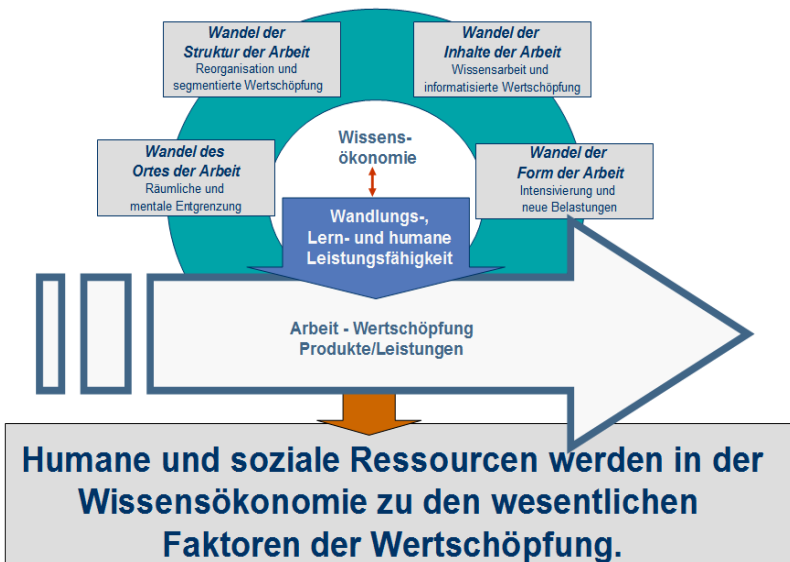 Wandel der
Struktur der Arbeit
Reorganisation und
segmentierte Wertschöpfung
Wandel der
Inhalte der Arbeit
Wissensarbeit und
informatisierte Wertschöpfung
Wandel des
Ortes der Arbeit
Räumliche und
mentale Entgrenzung
Wissens-
ökonomie
Wandel der
Form der Arbeit
Intensivierung und
neue Belastungen
Wandlungs-,
Lern- und humane
Leistungsfähigkeit
Arbeit - Wertschöpfung
Produkte/Leistungen
Humane und soziale Ressourcen werden in der
Wissensökonomie zu den wesentlichen
Faktoren der Wertschöpfung.